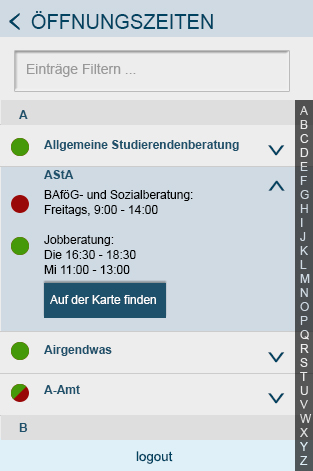 ÖFFNUNGSZEITEN
Einträge Filtern ...
A
Allgemeine Studierendenberatung
AStA
BAföG- und Sozialberatung:
Freitags, 9:00 - 14:00
Jobberatung:
Die 16:30 - 18:30
Mi 11:00 - 13:00
Auf der Karte finden
Airgendwas
A-Amt
B
logout
A
B
C
D
E
F
G
H
I
J
K
L
M
N
O
P
Q
R
S
T
U
V
W
X
Y
Z